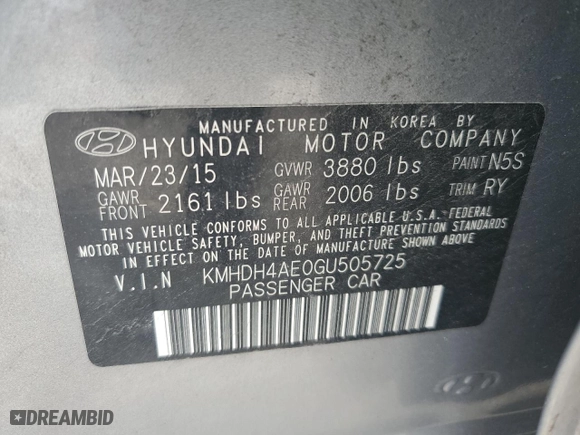 MANUFACTURED IN KOREA BY
HYUNDAI MOTOR COMPANY
MAR/23/15 GVWR 3880 lbs PAINT N5S
GAWR FRONT 2161 lbs GAWR REAR 2006 lbs TRIM RY
THIS VEHICLE CONFORMS TO ALL APPLICABLE U.S.A. FEDERAL
MOTOR VEHICLE SAFETY, BUMPER, AND THEFT PREVENTION STANDARDS
IN EFFECT ON THE DATE OF MANUFACTURE SHOWN ABOVE
V.I.N KMHDH4AE0GU505725
PASSENGER CAR
DREAMBID